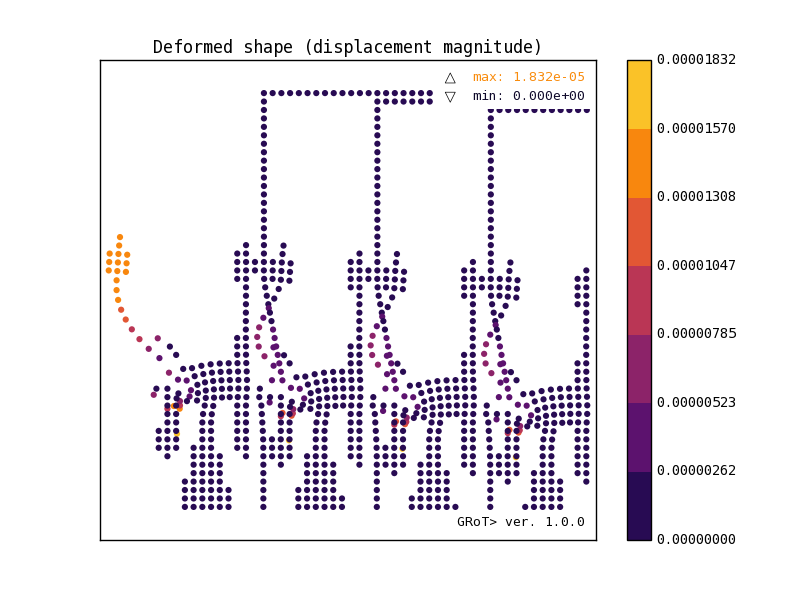 Deformed shape (displacement magnitude)
△ max: 1.832e-05
▽ min: 0.000e+00
0.00001832
0.00001570
0.00001308
0.00001047
0.00000785
0.00000523
0.00000262
0.00000000
GRoT> ver. 1.0.0